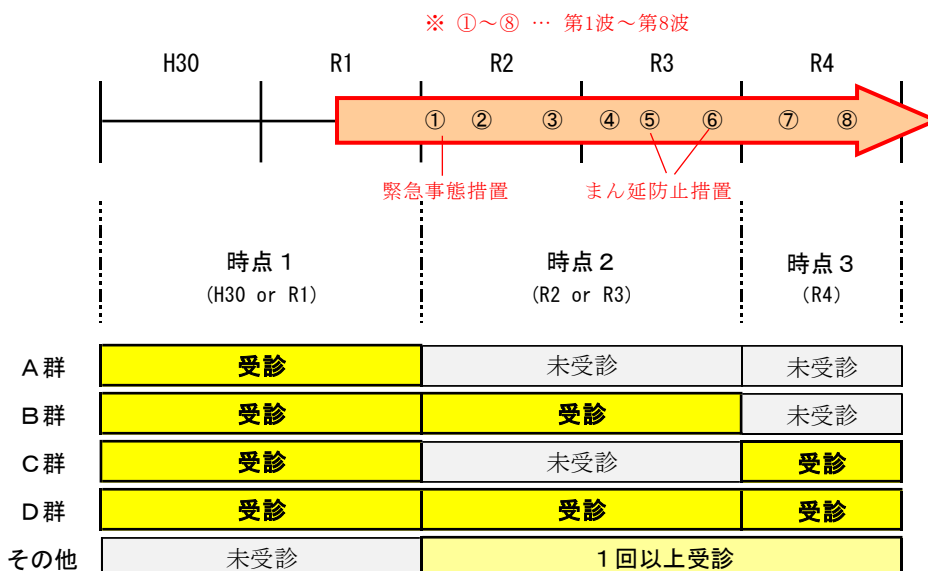 ※ ①～⑧ … 第1波～第8波
H30 R1 R2 R3 R4
① ② ③ ④ ⑤ ⑥ ⑦ ⑧
緊急事態措置 まん延防止措置
時点１ 時点２ 時点３
(H30 or R1) (R2 or R3) (R4)
Ａ群 受診 未受診 未受診
Ｂ群 受診 受診 未受診
Ｃ群 受診 未受診 受診
Ｄ群 受診 受診 受診
その他 未受診 １回以上受診